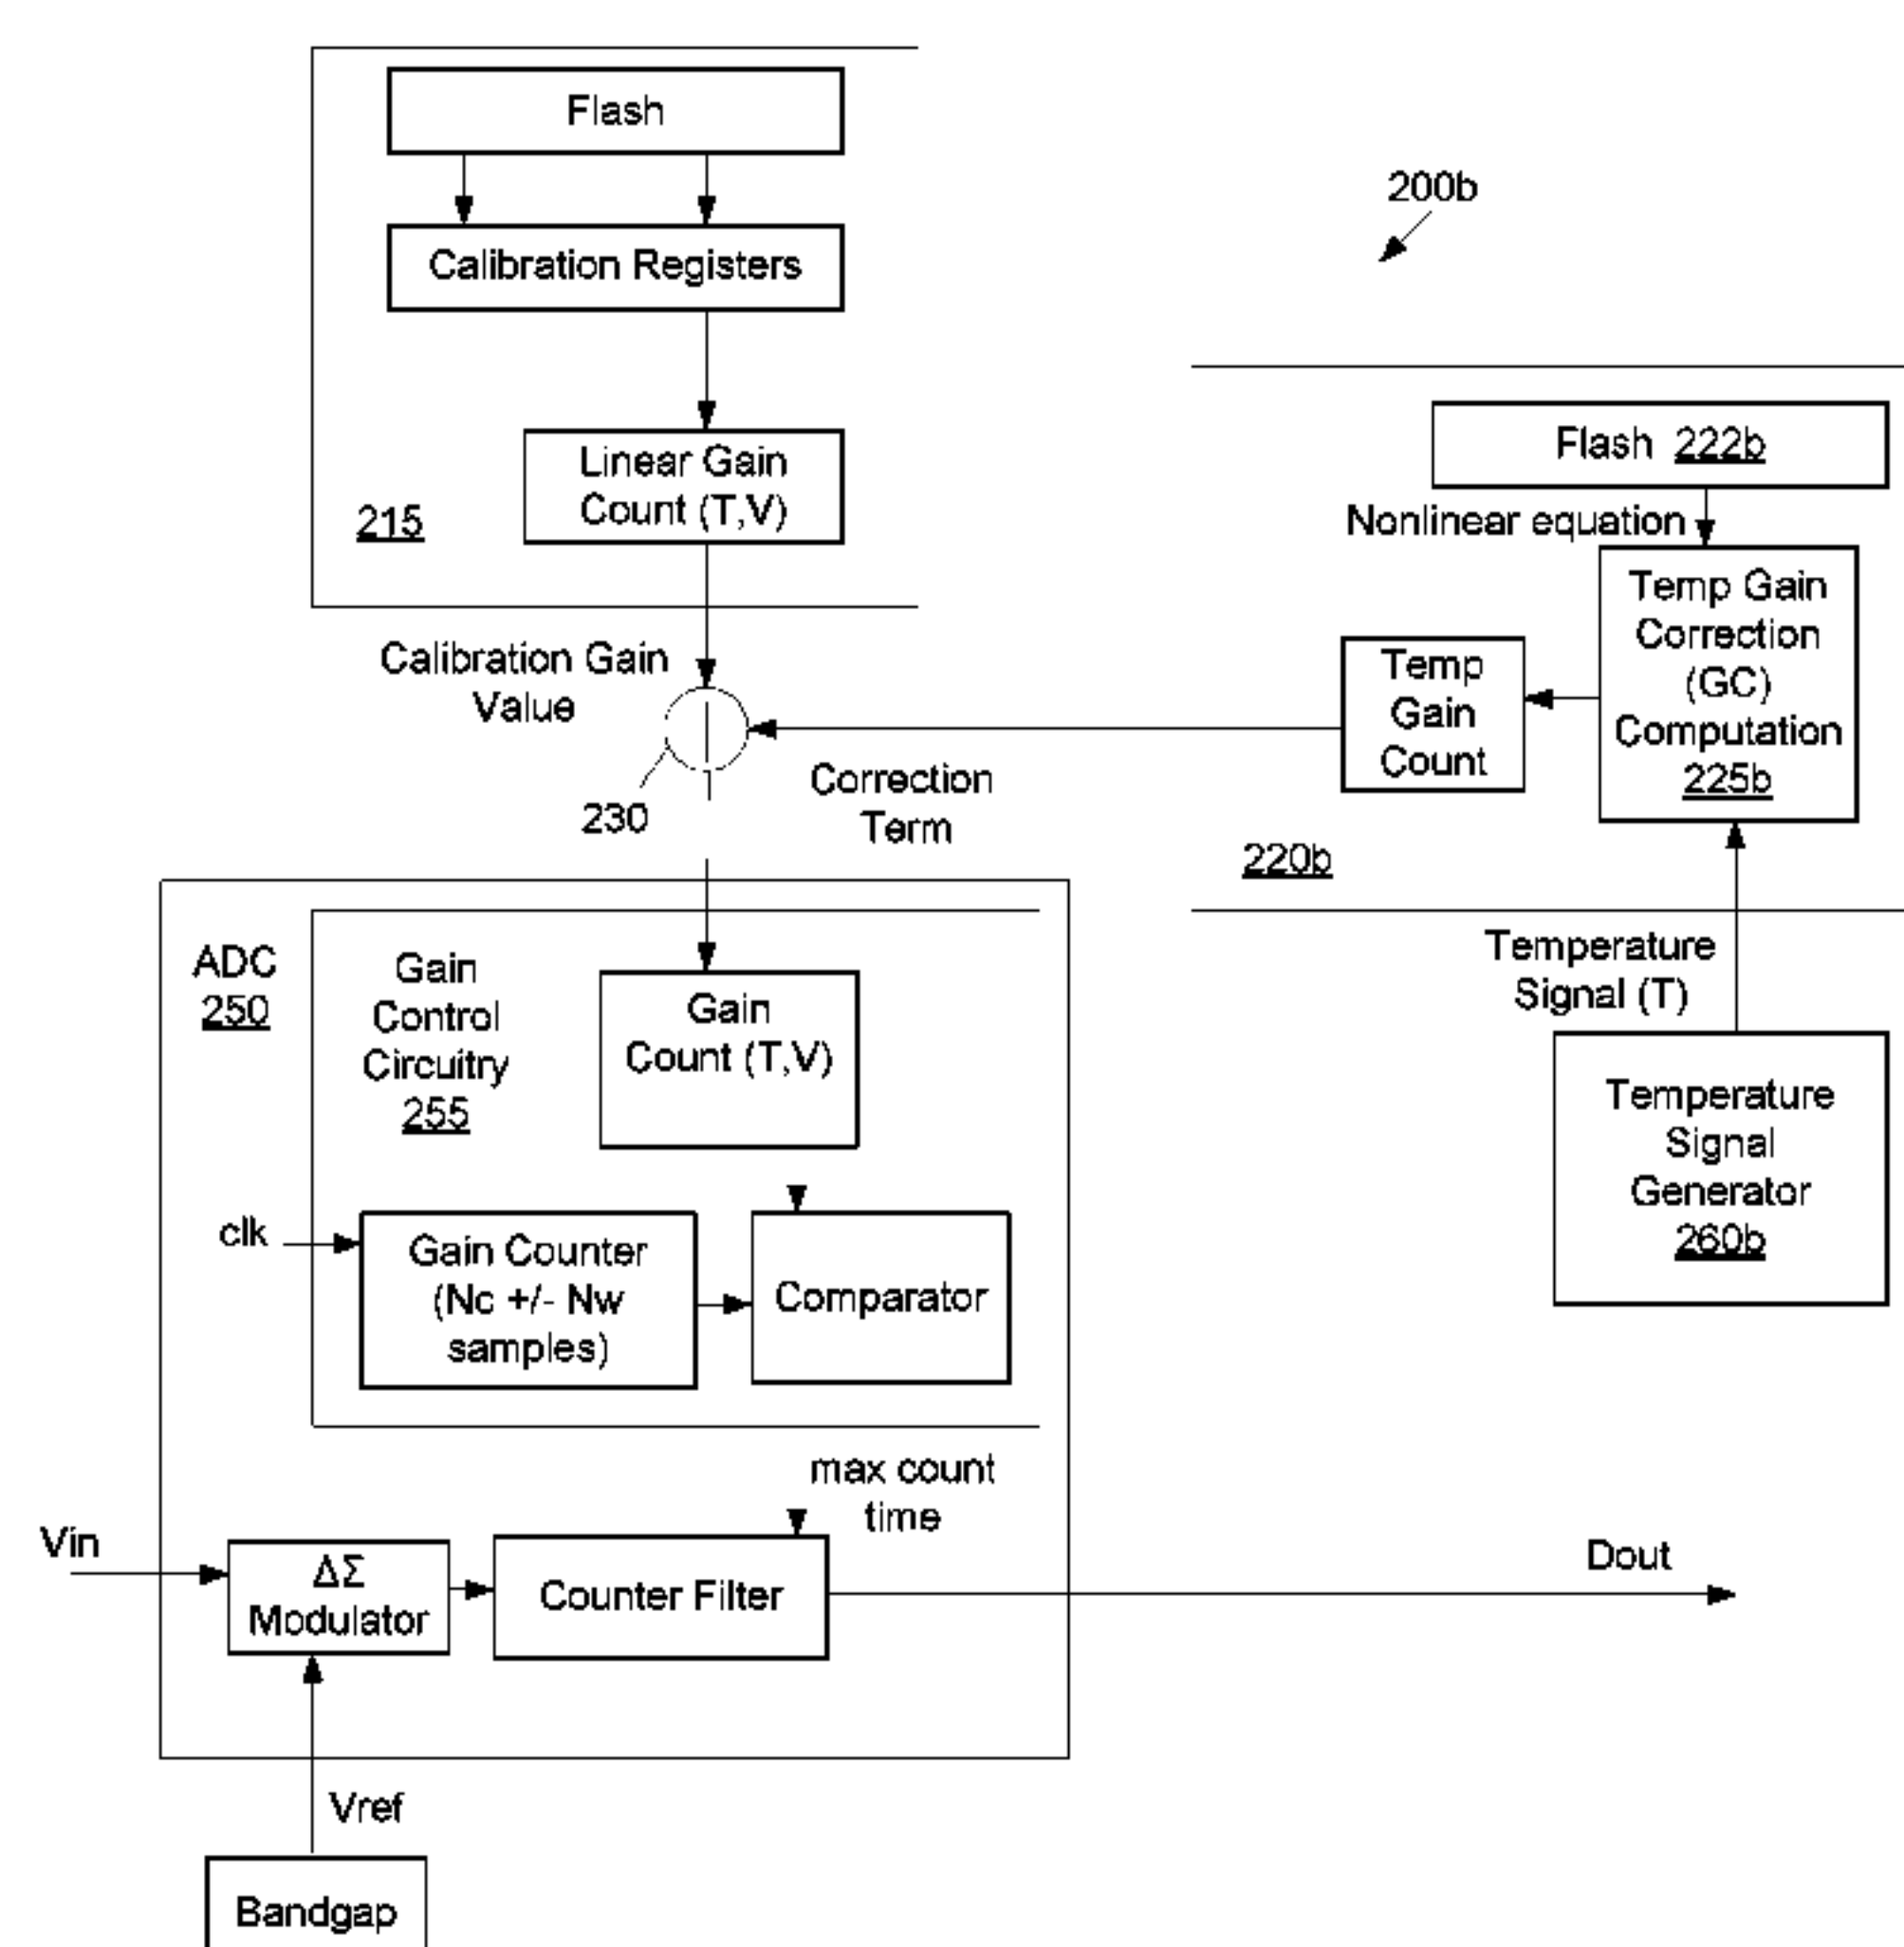 Flash
200b
Calibration Registers
Flash 222b
Linear Gain
Count (T,V)
215
Nonlinear equation
Temp Gain
Correction
(GC)
Computation
225b
Calibration Gain
Value
Temp
Gain
Count
230
Correction
Term
220b
ADC
250
Gain
Control
Circuitry
255
Gain
Count (T,V)
Temperature
Signal (T)
Temperature
Signal
Generator
260b
clk
Gain Counter
(Nc +/- Nw
samples)
Comparator
max count
time
Vin
ΔΣ
Modulator
Counter Filter
Dout
Vref
Bandgap